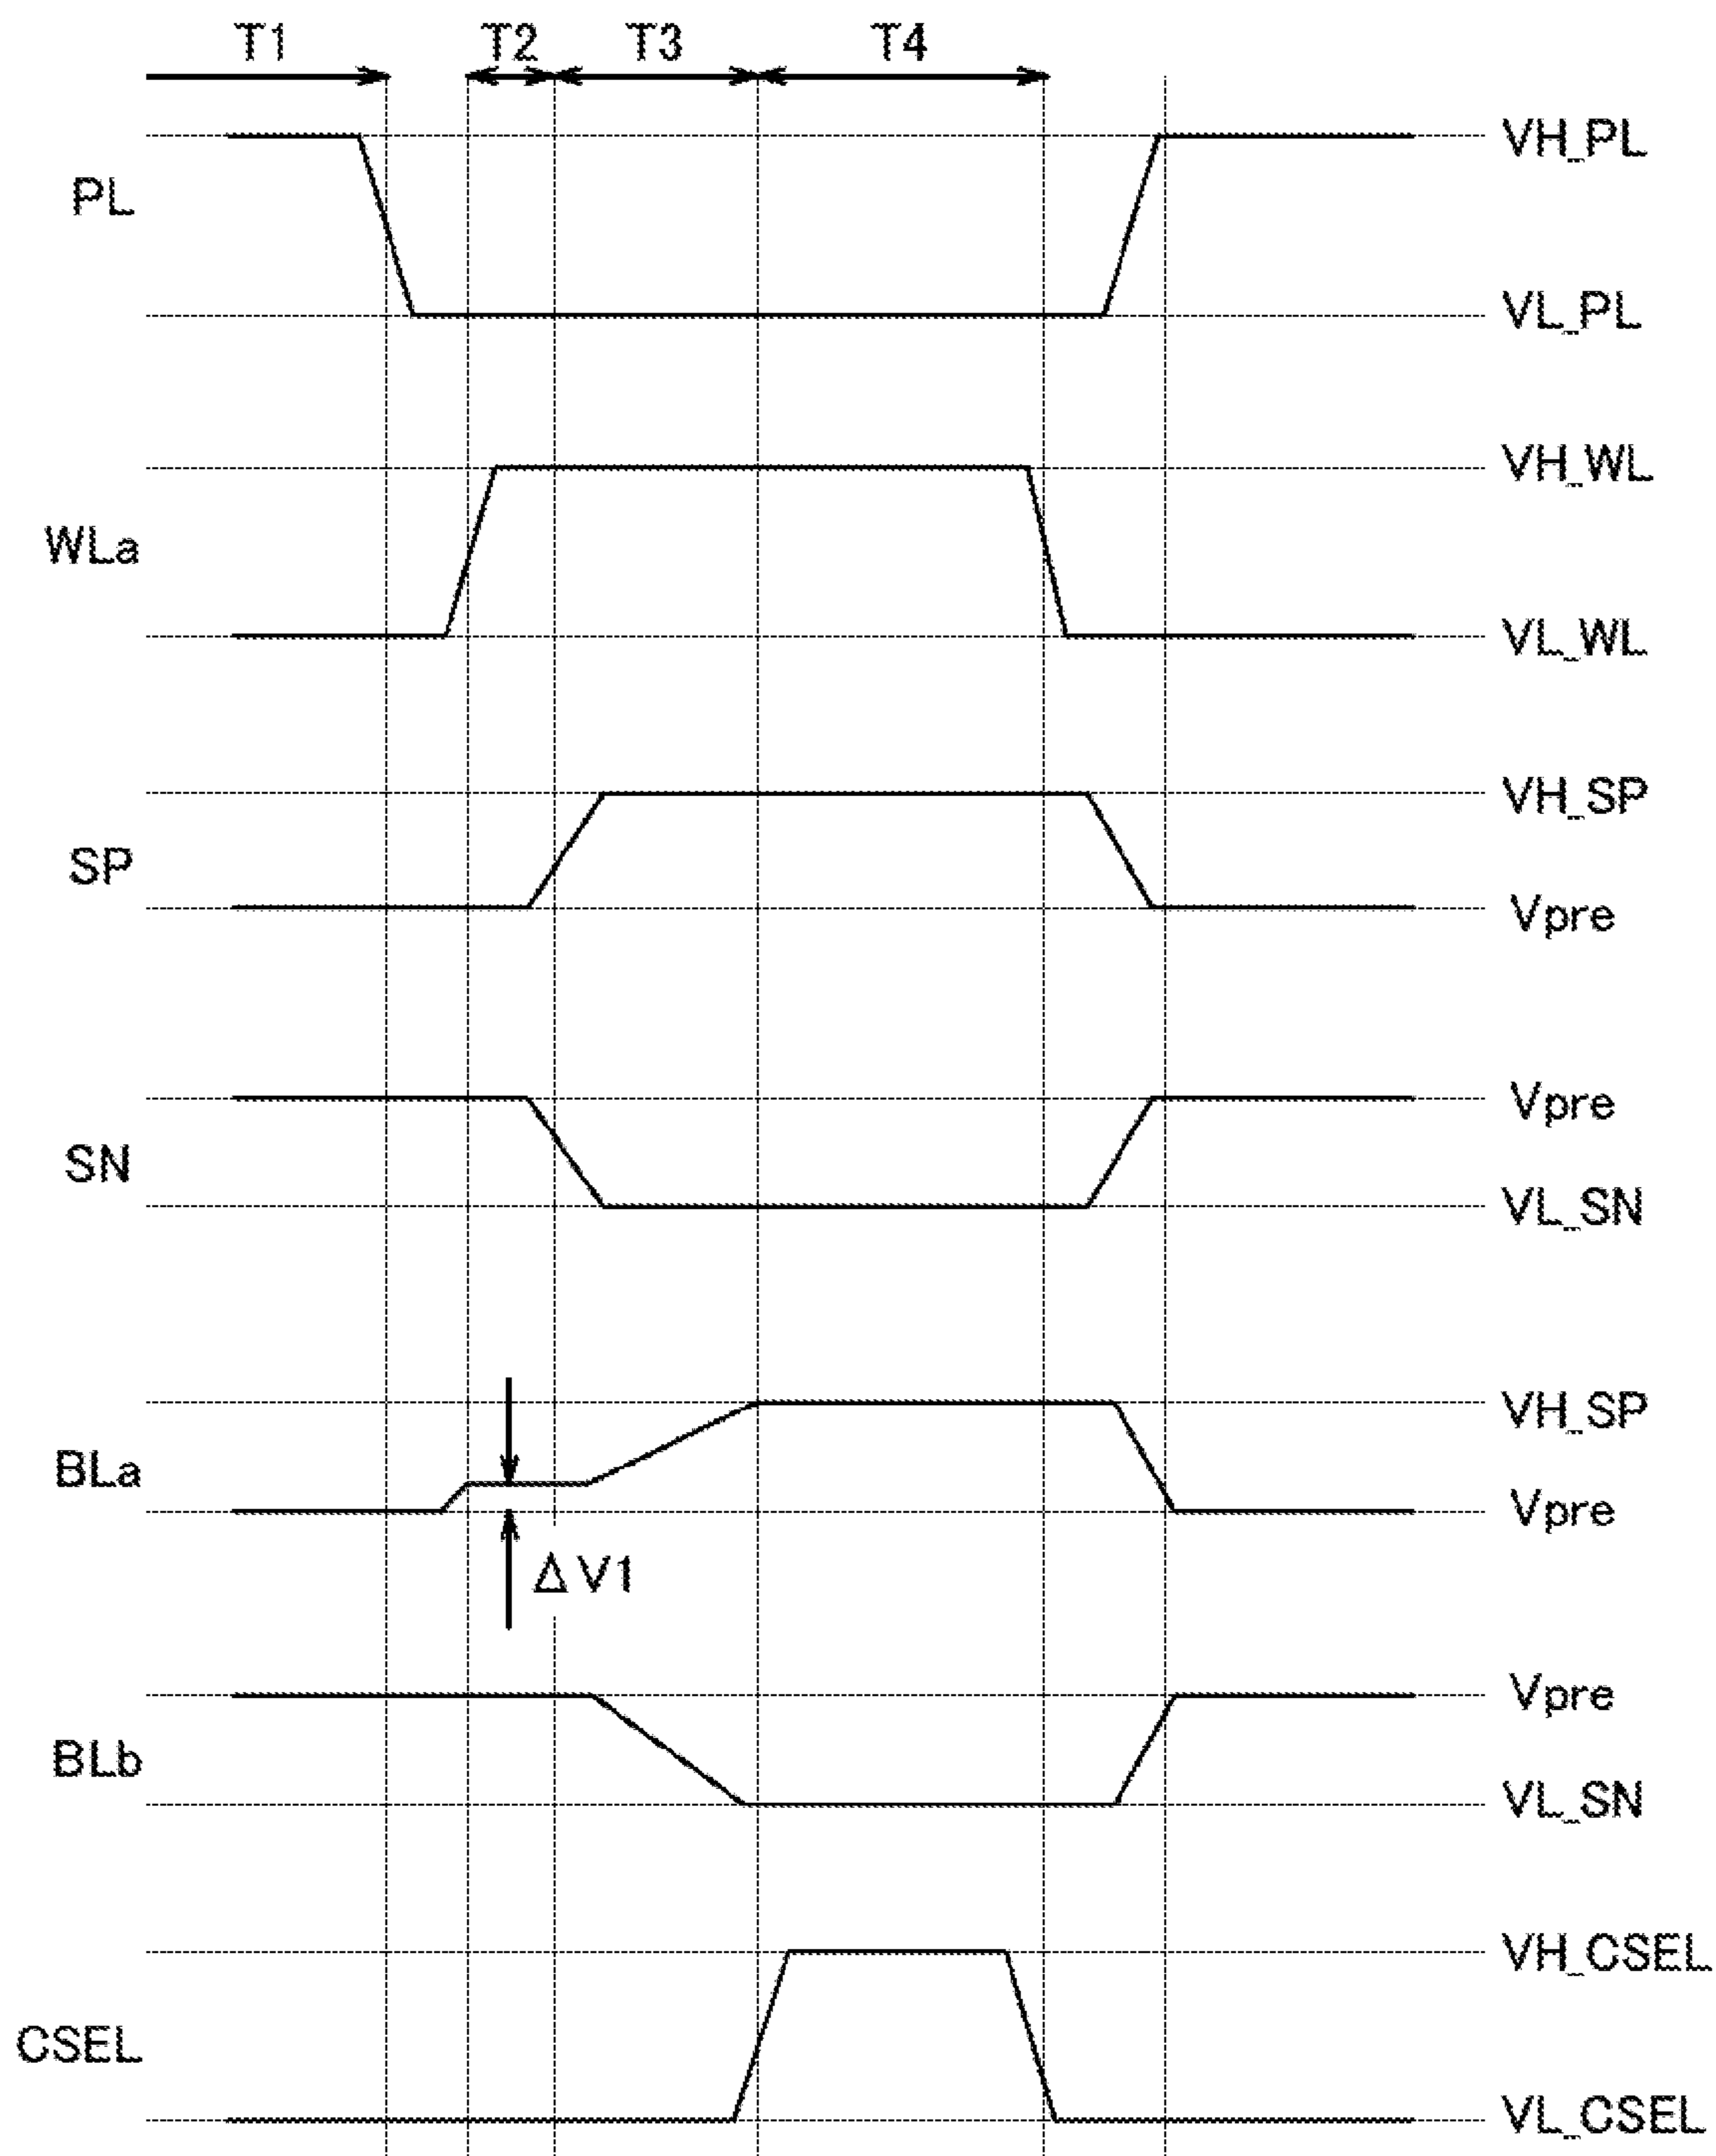 T1 T2 T3 T4
VH_PL
PL
VL_PL
VH_WL
WLa
VL_WL
VH_SP
SP
Vpre
Vpre
SN
VL_SN
VH_SP
BLa
Vpre
ΔV1
Vpre
BLb
VL_SN
VH_CSEL
CSEL
VL_CSEL